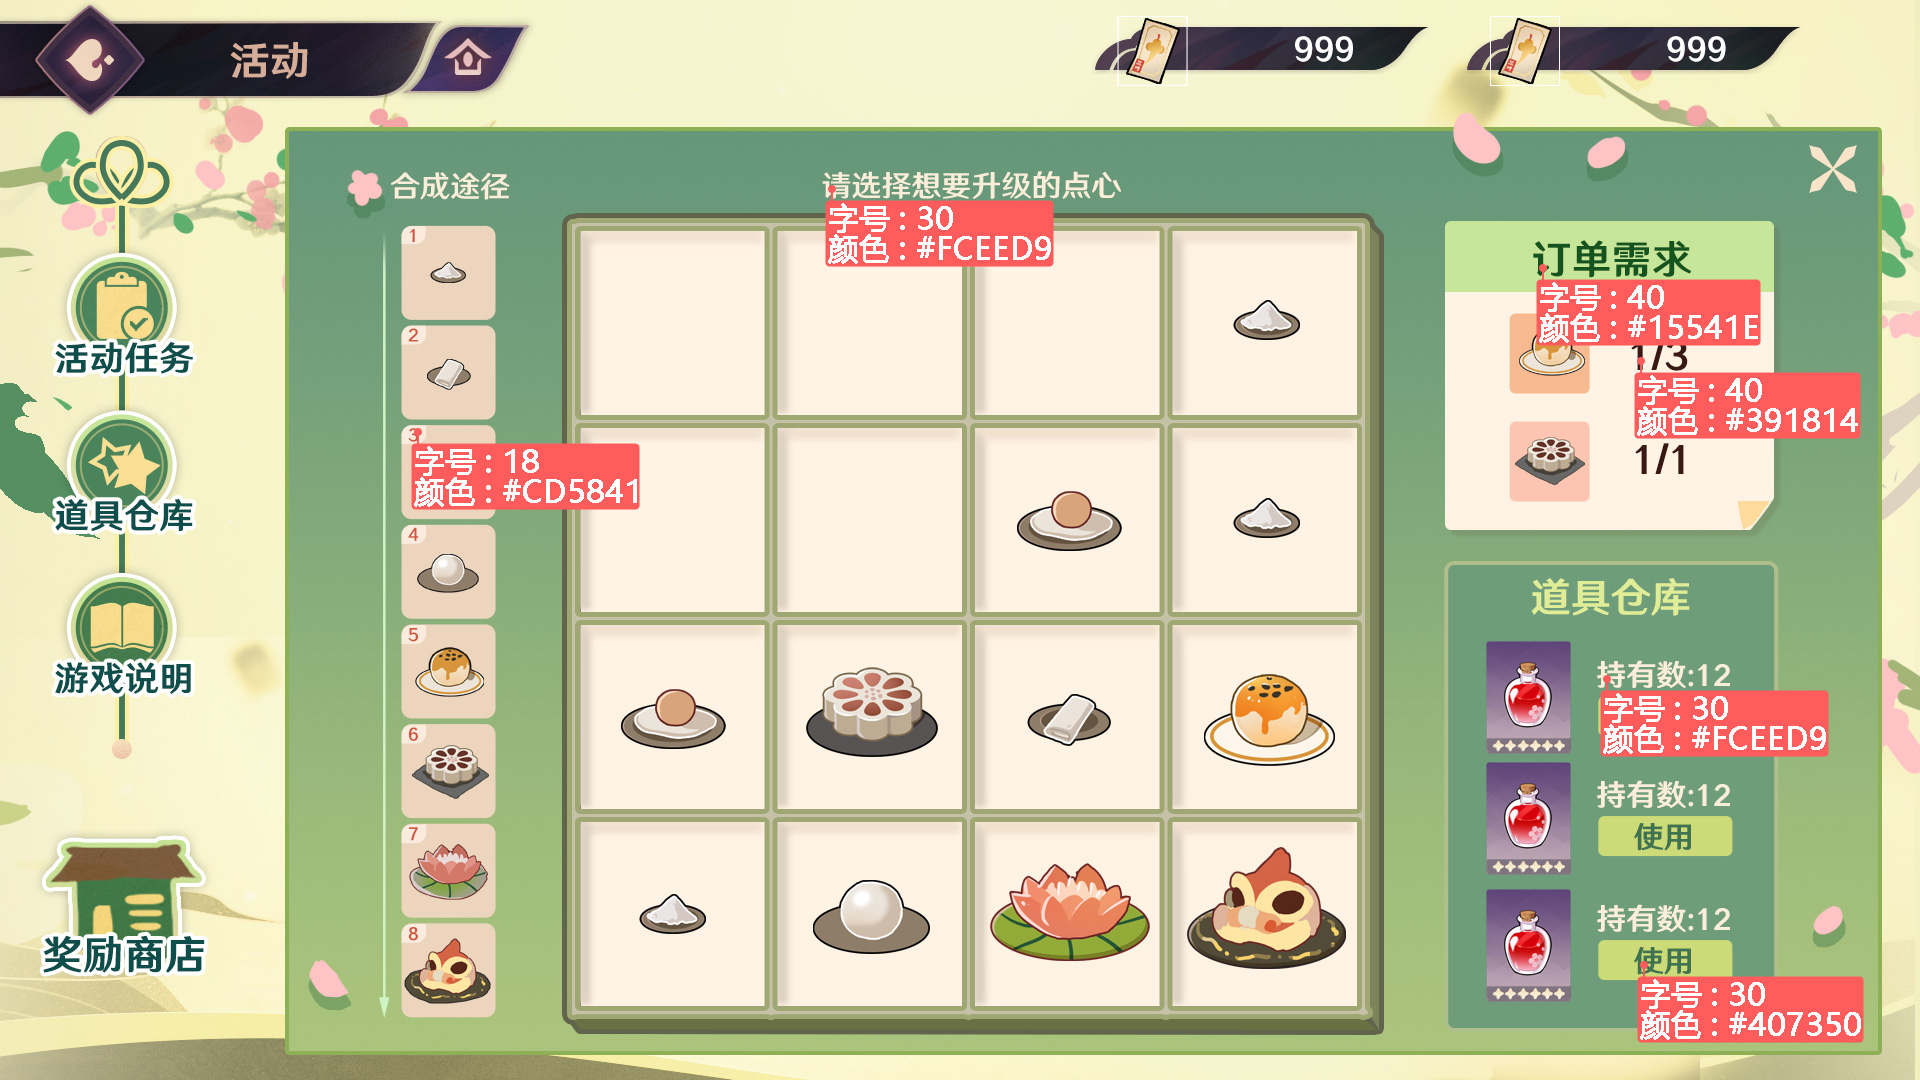 活动
999
999
合成途径
请选择想要升级的点心
字号：30
颜色：#FCEED9
1
2
3
字号：18
颜色：#CD5841
4
5
6
7
8
订单需求
字号：40
颜色：#15541E
1/3
字号：40
颜色：#391814
1/1
道具仓库
持有数:12
字号：30
颜色：#FCEED9
持有数:12
使用
持有数:12
使用
字号：30
颜色：#407350
活动任务
道具仓库
游戏说明
奖励商店